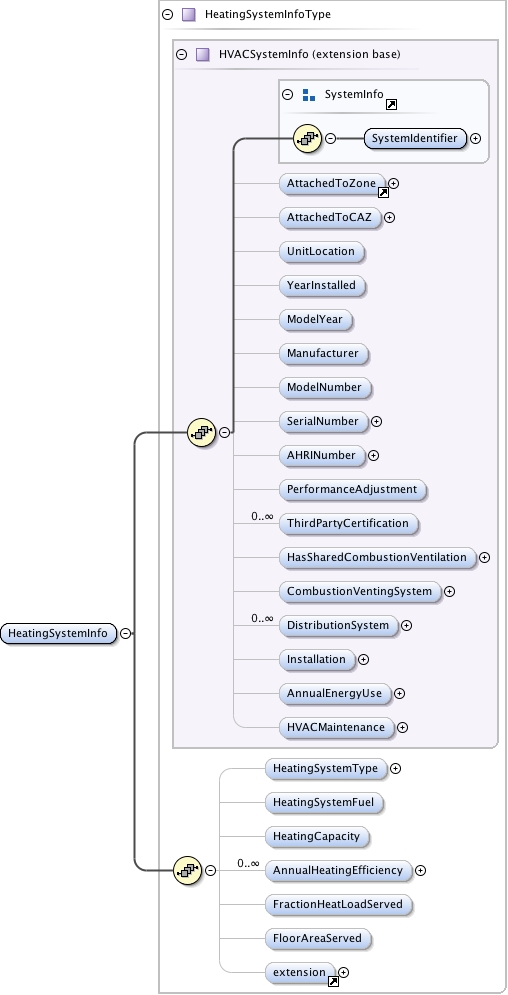 HeatingSystemInfoType
HVACSystemInfo (extension base)
SystemInfo
SystemIdentifier
AttachedToZone
AttachedToCAZ
UnitLocation
YearInstalled
ModelYear
Manufacturer
ModelNumber
SerialNumber
AHRINumber
PerformanceAdjustment
0..∞
ThirdPartyCertification
HasSharedCombustionVentilation
CombustionVentingSystem
0..∞
DistributionSystem
Installation
AnnualEnergyUse
HVACMaintenance
HeatingSystemInfo
HeatingSystemType
HeatingSystemFuel
HeatingCapacity
0..∞
AnnualHeatingEfficiency
FractionHeatLoadServed
FloorAreaServed
extension